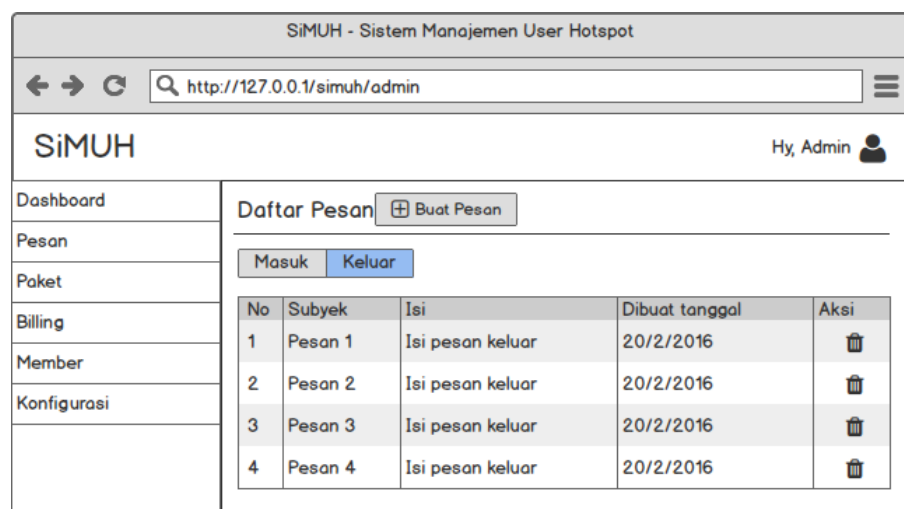 SiMUH - Sistem Manajemen User Hotspot
http://127.0.0.1/simuh/admin
SiMUH
Hy, Admin
Dashboard
Pesan
Paket
Billing
Member
Konfigurasi
Daftar Pesan Buat Pesan
Masuk Keluar
No Subyek Isi Dibuat tanggal Aksi
1 Pesan 1 Isi pesan keluar 20/2/2016
2 Pesan 2 Isi pesan keluar 20/2/2016
3 Pesan 3 Isi pesan keluar 20/2/2016
4 Pesan 4 Isi pesan keluar 20/2/2016